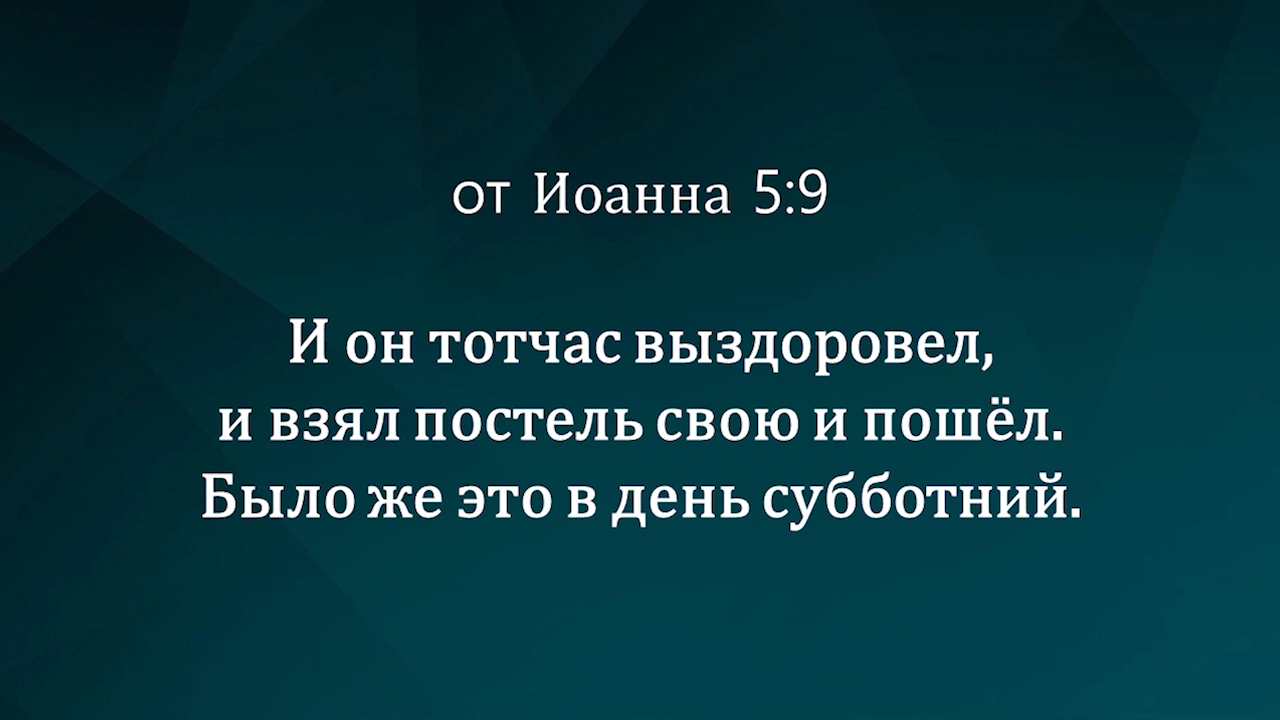 от Иоанна 5:9
И он тотчас выздоровел,
и взял постель свою и пошёл.
Было же это в день субботний.